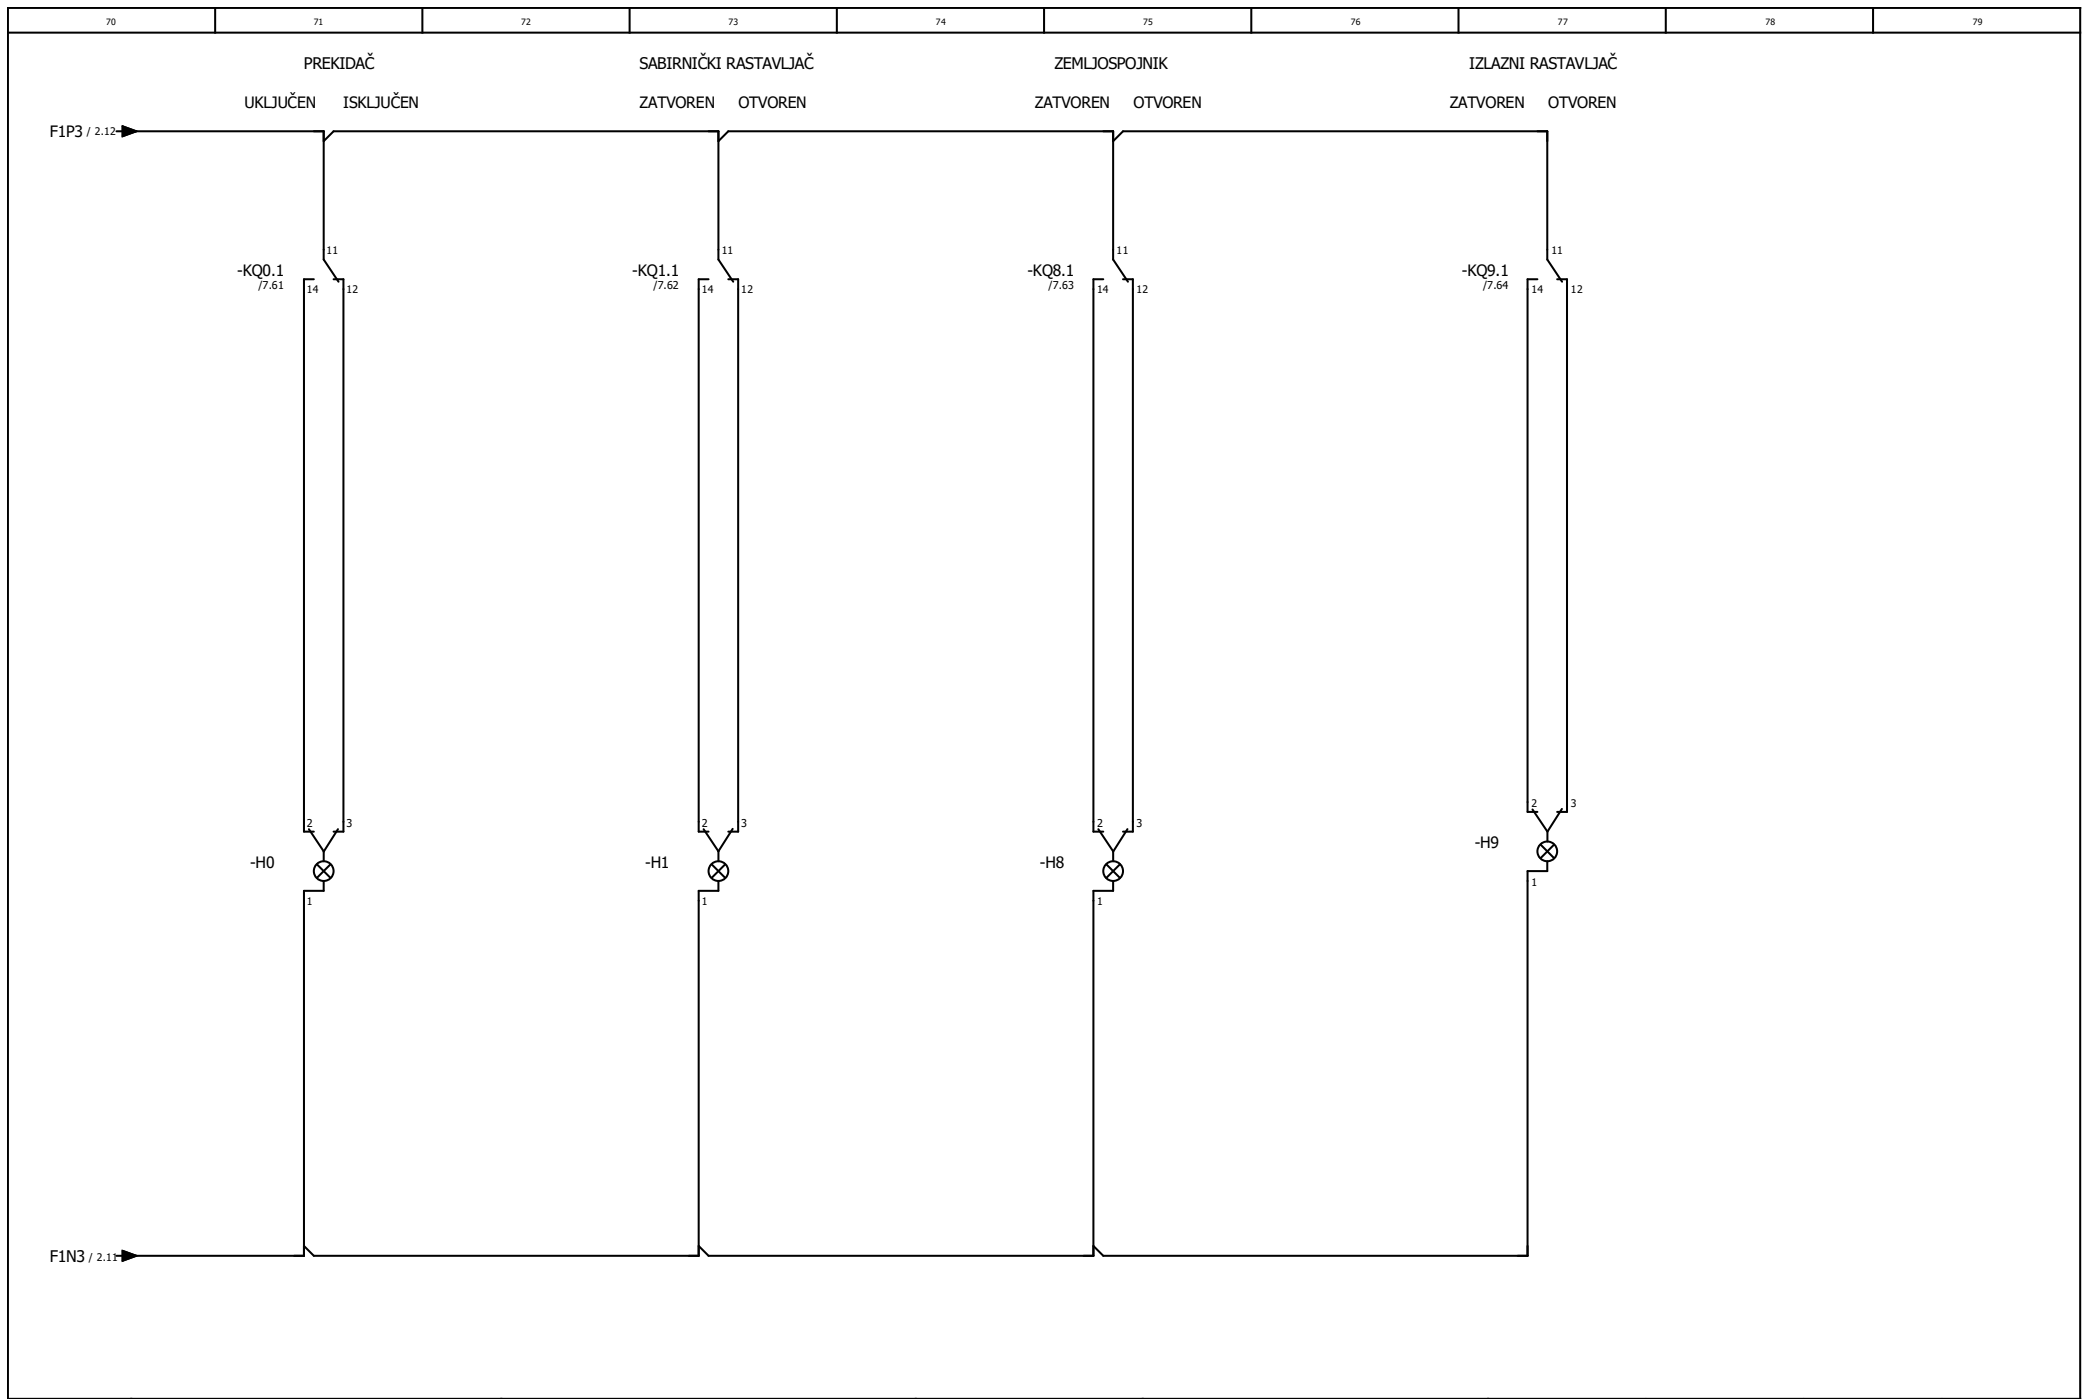 70 71 72 73 74 75 76 77 78 79
PREKIDAČ SABIRNIČKI RASTAVLJAČ ZEMLJOSPOJNIK IZLAZNI RASTAVLJAČ
UKLJUČEN ISKLJUČEN ZATVOREN OTVOREN ZATVOREN OTVOREN ZATVOREN OTVOREN
F1P3 / 2.12
11 11 11 11
-KQ0.1 -KQ1.1 -KQ8.1 -KQ9.1
/7.61 14 12 /7.62 14 12 /7.63 14 12 /7.64 14 12
2 3 2 3 2 3 2 3
-H0 -H1 -H8 -H9
1 1 1 1
F1N3 / 2.11